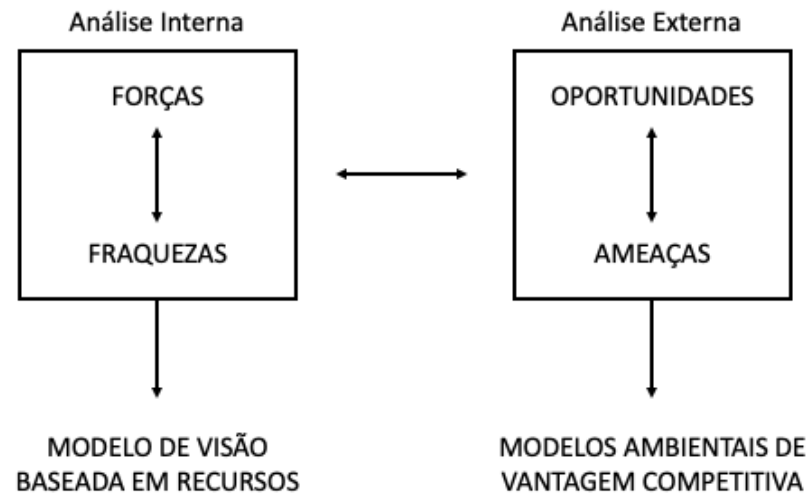 Análise Interna
Análise Externa
FORÇAS
OPORTUNIDADES
FRAQUEZAS
AMEAÇAS
MODELO DE VISÃO
BASEADA EM RECURSOS
MODELOS AMBIENTAIS DE
VANTAGEM COMPETITIVA